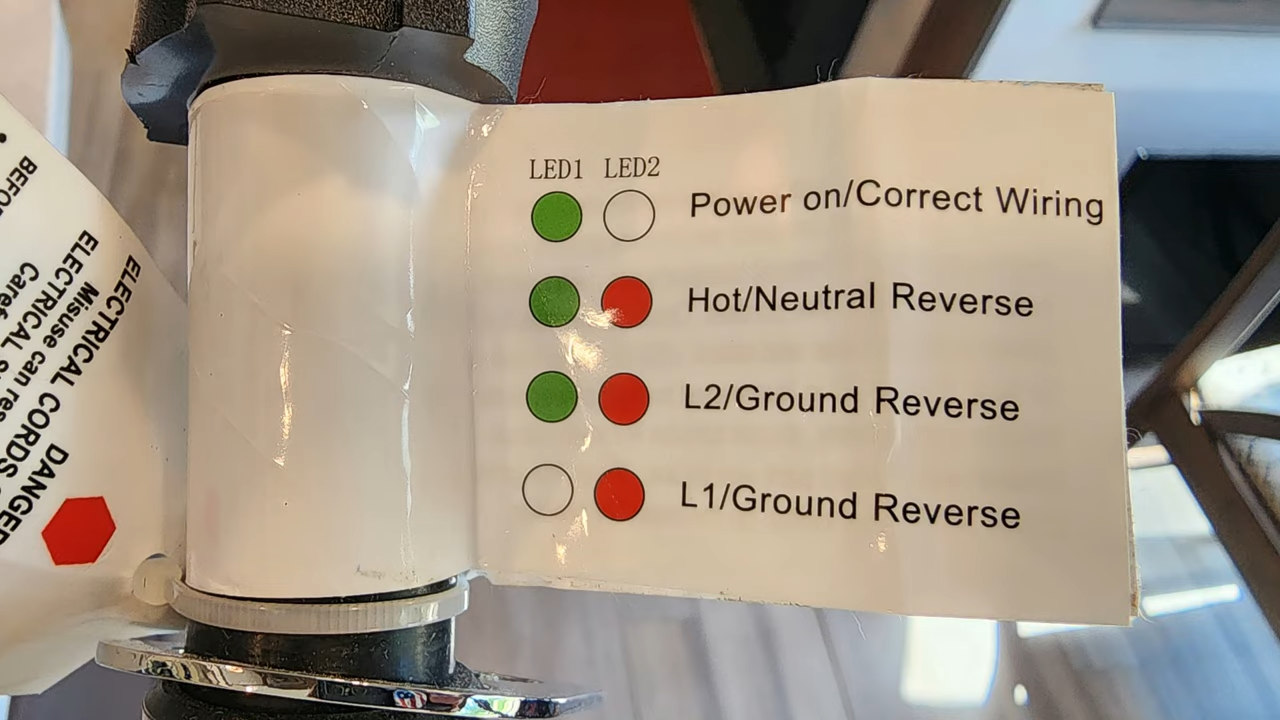 LED1 LED2
Power on/Correct Wiring
Hot/Neutral Reverse
L2/Ground Reverse
L1/Ground Reverse
DANGER
ELECTRICAL CORDS
Misuse can
ELECTRICAL
ELECTRICAL